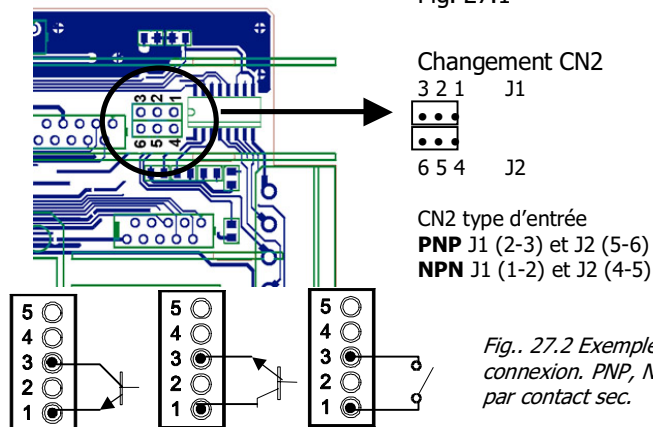 Fig. 27.1
Changement CN2
3 2 1 J1
6 5 4 J2
CN2 type d'entrée
PNP J1 (2-3) et J2 (5-6)
NPN J1 (1-2) et J2 (4-5)
3 2 1
6 5 4
5
4
3
2
1
5
4
3
2
1
5
4
3
2
1
Fig.. 27.2 Exemple
connexion. PNP, N
par contact sec.